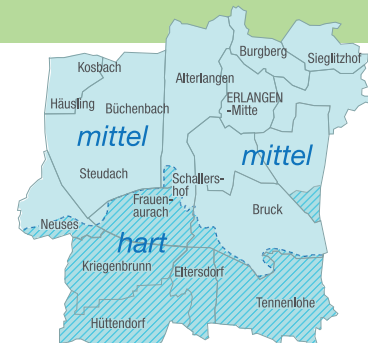 Burgberg
Sieglitzhof
Kosbach
Alterlangen
Häusling
Büchenbach
ERLANGEN
-Mitte
mittel
mittel
Steudach
Schallers-
hof
Frauen-
aurach
Bruck
Neuses
hart
Kriegenbrunn
Eltersdorf
Tennenlohe
Hüttendorf